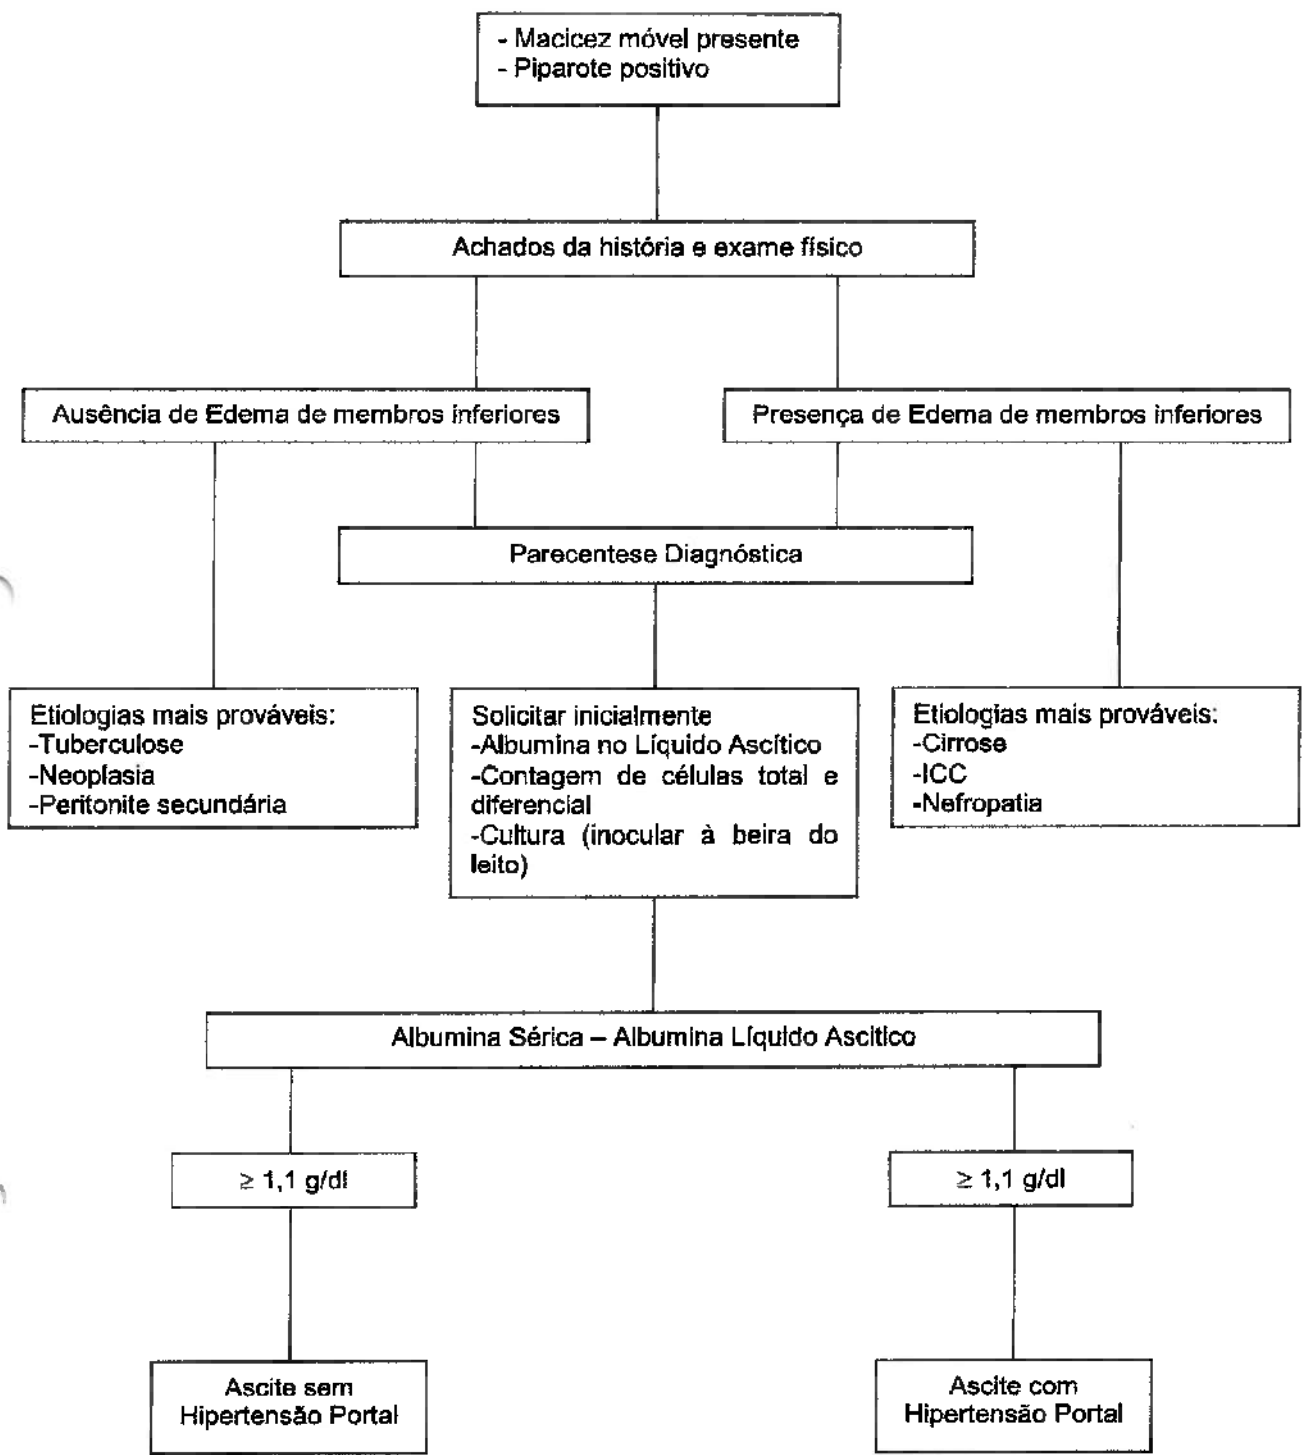 - Macicez móvel presente
- Piparote positivo
Achados da história e exame físico
Ausência de Edema de membros inferiores
Presença de Edema de membros inferiores
Parecentese Diagnóstica
Etiologias mais prováveis:
-Tuberculose
-Neoplasia
-Peritonite secundária
Solicitar inicialmente
-Albumina no Líquido Ascítico
-Contagem de células total e
diferencial
-Cultura (inocular à beira do
leito)
Etiologias mais prováveis:
-Cirrose
-ICC
-Nefropatia
Albumina Sérica – Albumina Líquido Ascítico
≥ 1,1 g/dl
≥ 1,1 g/dl
Ascite sem
Hipertensão Portal
Ascite com
Hipertensão Portal